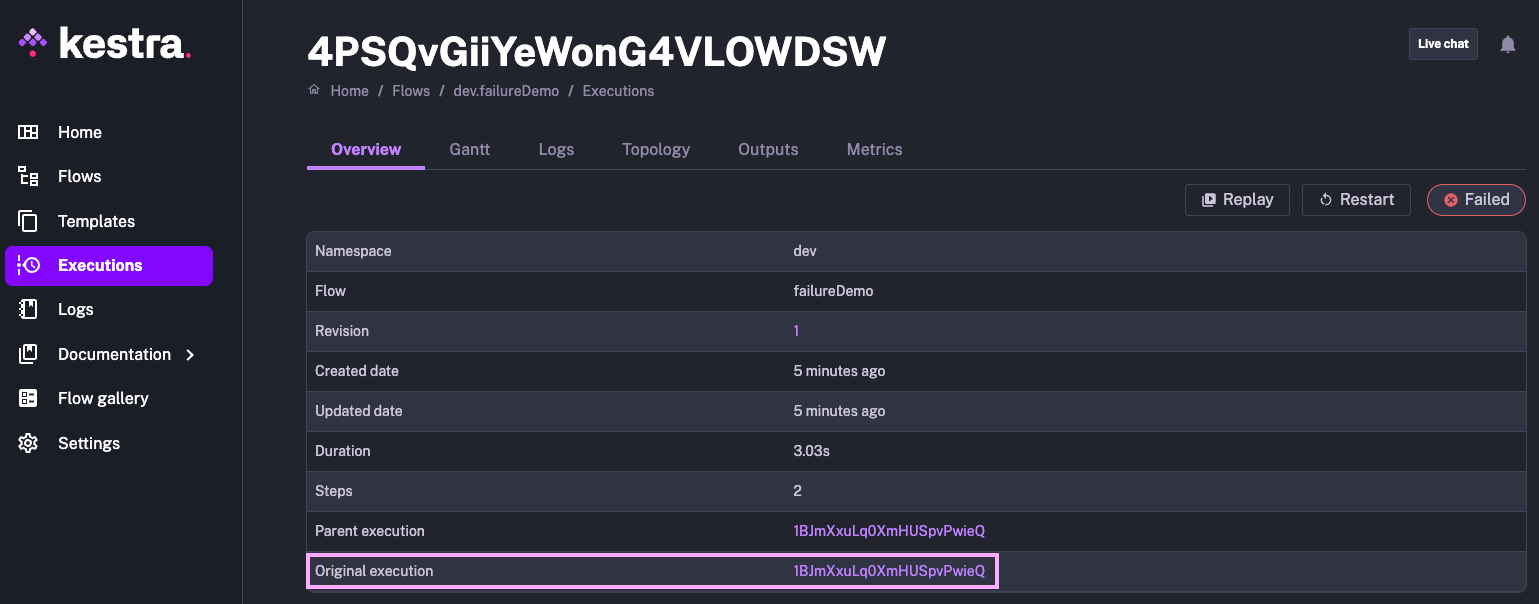 kestra.
Home
Flows
Templates
Executions
Logs
Documentation
Flow gallery
Settings
4PSQvGiiYeWonG4VLOWDSW
Live chat
Home / Flows / dev.failureDemo / Executions
Overview Gantt Logs Topology Outputs Metrics
Replay Restart Failed
Namespace dev
Flow failureDemo
Revision 1
Created date 5 minutes ago
Updated date 5 minutes ago
Duration 3.03s
Steps 2
Parent execution 1BJmXxuLq0XmHUSpvPwieQ
Original execution 1BJmXxuLq0XmHUSpvPwieQ